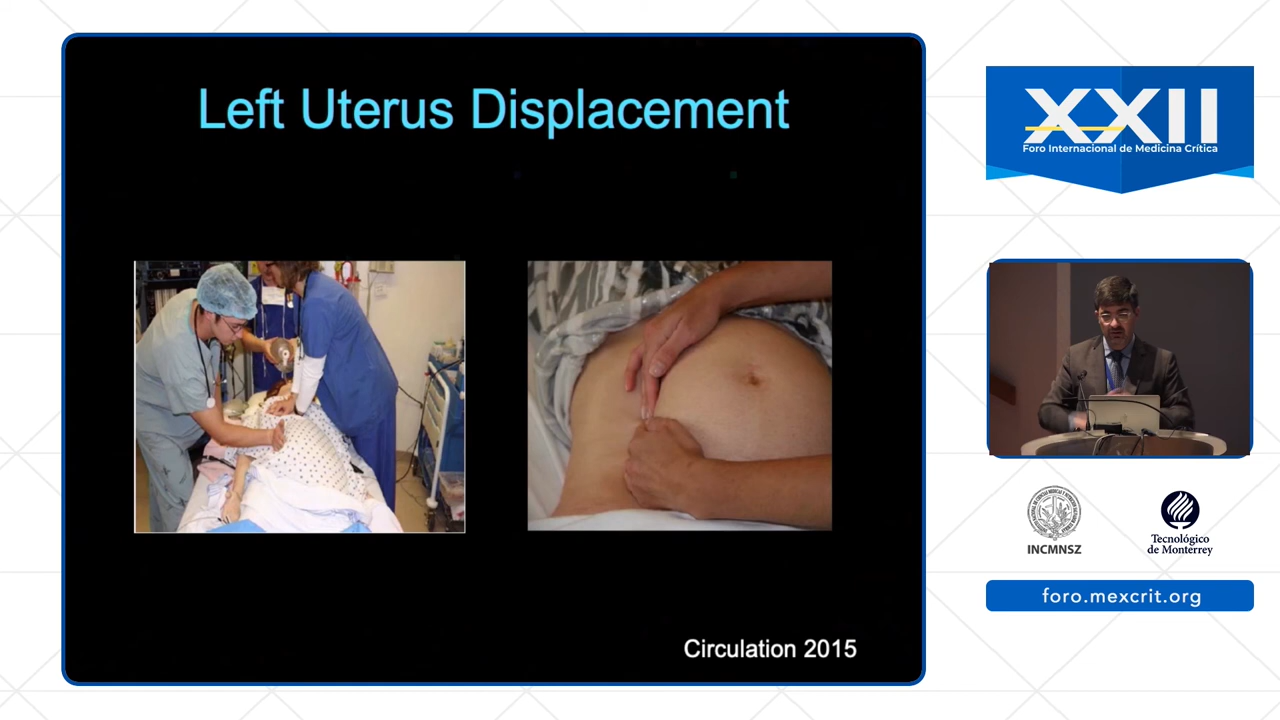 Left Uterus Displacement
Circulation 2015
XXII
Foro Internacional de Medicina Crítica
INCMNSZ
Tecnológico
de Monterrey
foro.mexcrit.org